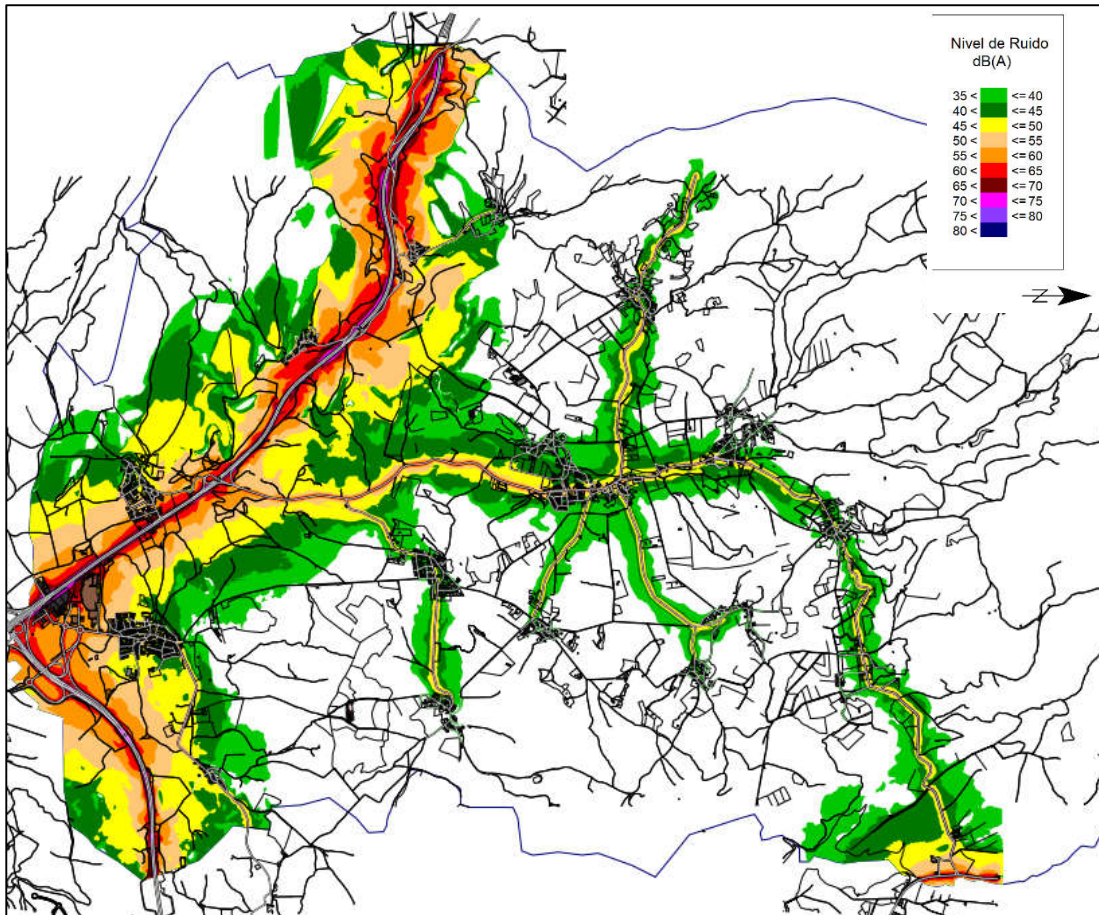 Nivel de Ruido
dB(A)
35 < <= 40
40 < <= 45
45 < <= 50
50 < <= 55
55 < <= 60
60 < <= 65
65 < <= 70
70 < <= 75
75 < <= 80
80 <
N